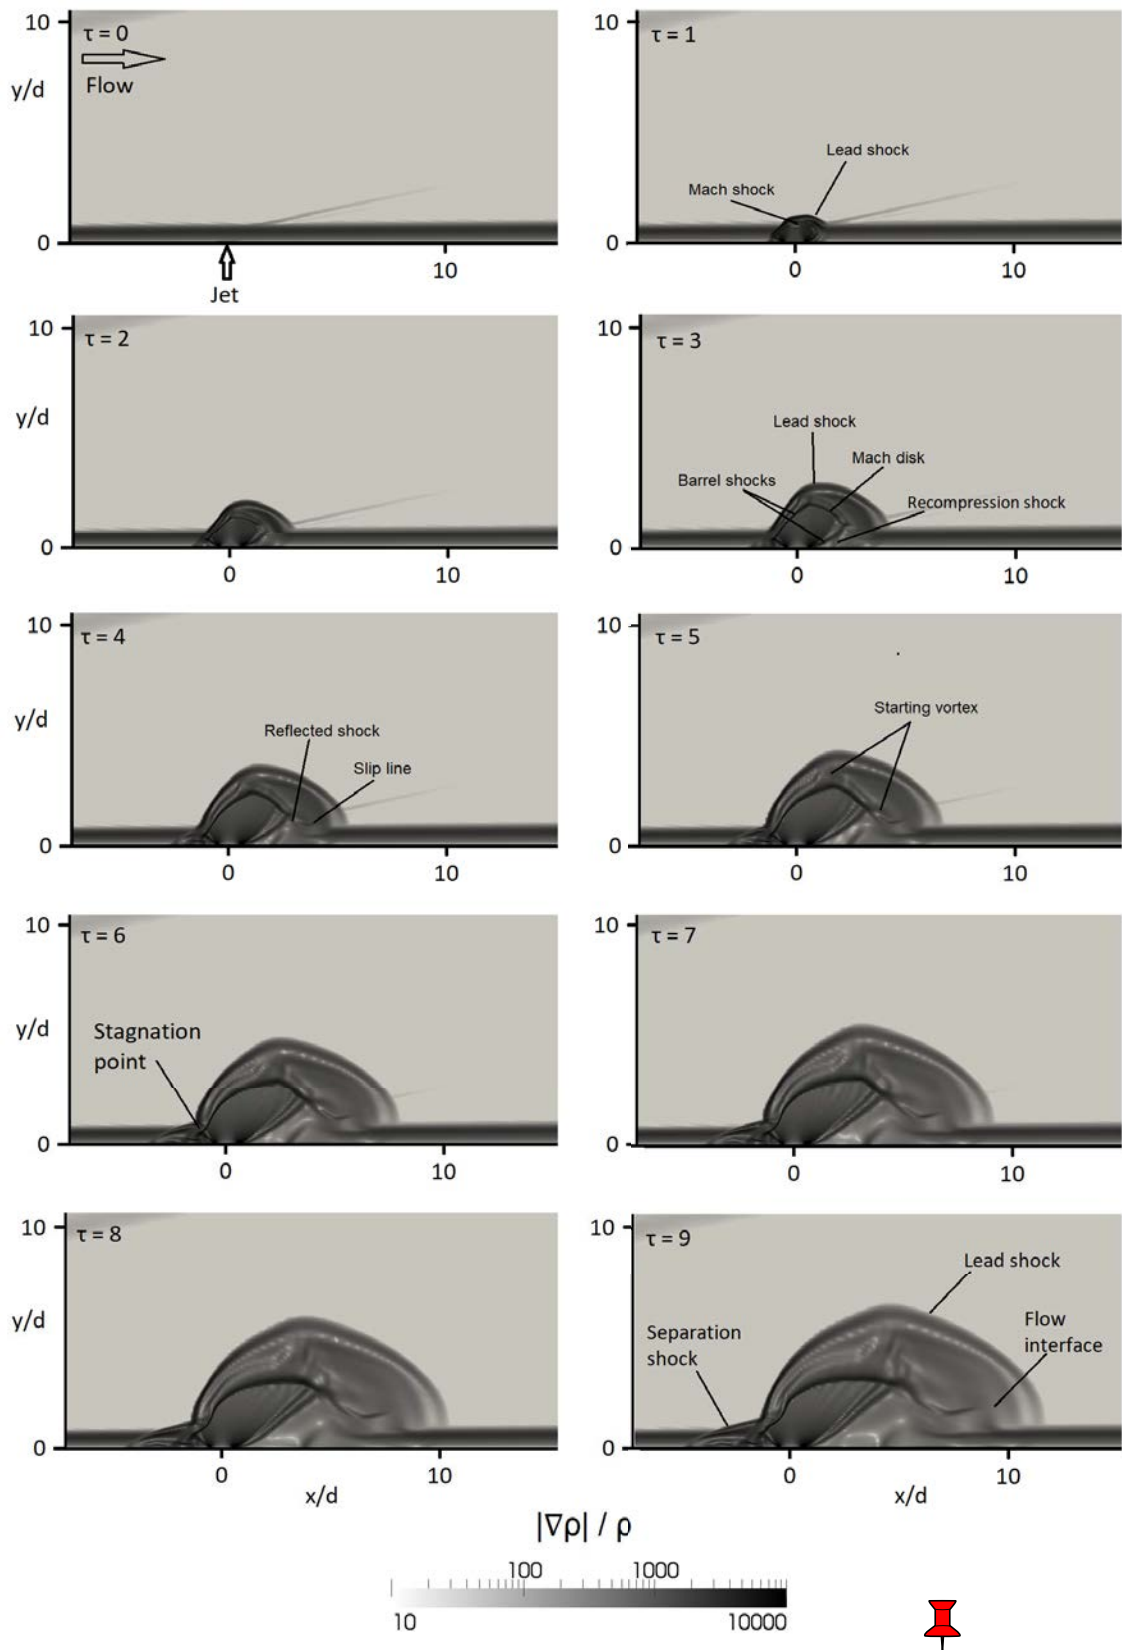 10
τ = 0
Flow
y/d
0
10
Jet
10
τ = 1
Lead shock
Mach shock
0
0
10
10
τ = 2
y/d
0
0
10
10
τ = 3
Lead shock
Mach disk
Barrel shocks
Recompression shock
0
0
10
10
τ = 4
y/d
Reflected shock
Slip line
0
0
10
10
τ = 5
Starting vortex
0
0
10
10
τ = 6
y/d
Stagnation
point
0
0
10
10
τ = 7
0
0
10
10
τ = 8
y/d
0
0
10
x/d
10
τ = 9
Lead shock
Flow
interface
Separation
shock
0
0
10
x/d
|∇ρ| / ρ
100
1000
10
10000